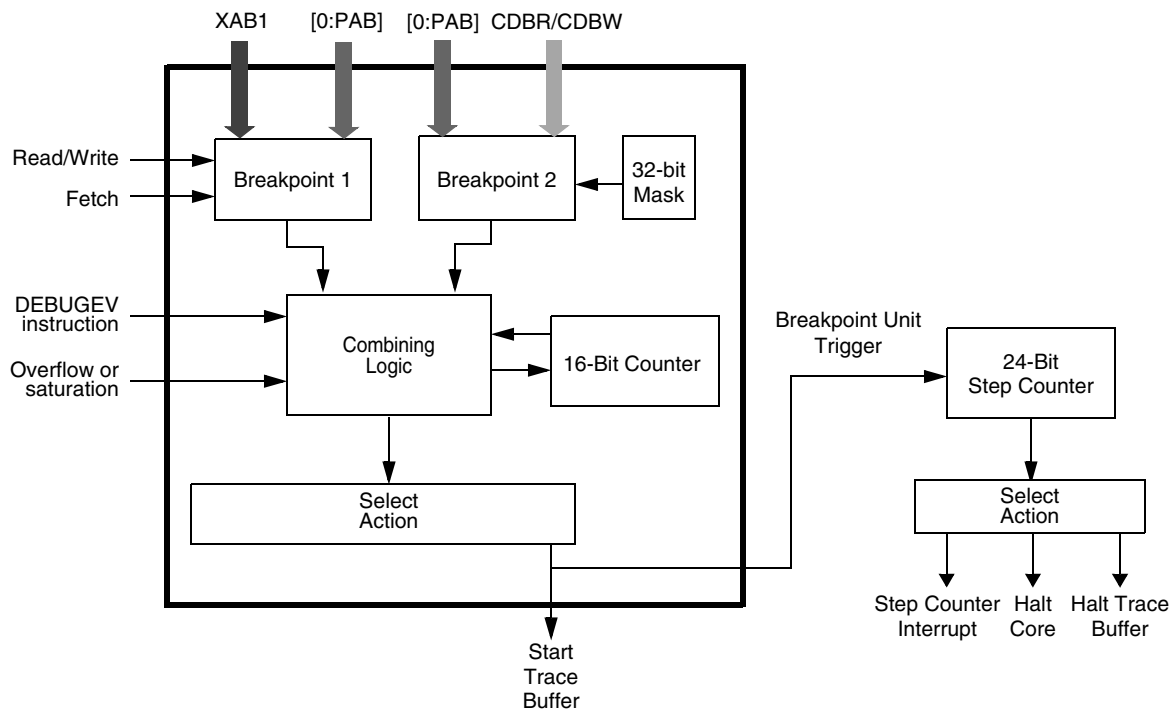 XAB1
[0:PAB]
[0:PAB]
CDBR/CDBW
Read/Write
Fetch
Breakpoint 1
Breakpoint 2
32-bit
Mask
DEBUGEV
instruction
Overflow or
saturation
Combining
Logic
16-Bit Counter
Breakpoint Unit
Trigger
24-Bit
Step Counter
Select
Action
Select
Action
Step Counter
Interrupt
Halt
Core
Halt Trace
Buffer
Start
Trace
Buffer